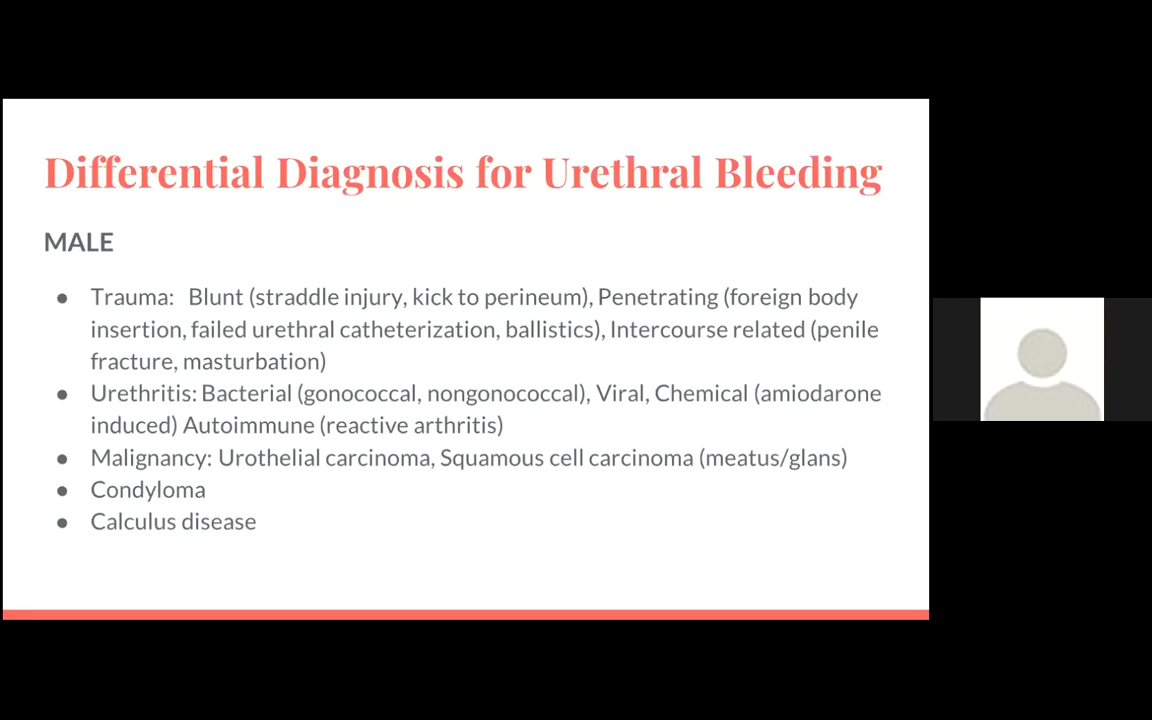 Differential Diagnosis for Urethral Bleeding
MALE
● Trauma: Blunt (straddle injury, kick to perineum), Penetrating (foreign body
insertion, failed urethral catheterization, ballistics), Intercourse related (penile
fracture, masturbation)
● Urethritis: Bacterial (gonococcal, nongonococcal), Viral, Chemical (amiodarone
induced) Autoimmune (reactive arthritis)
● Malignancy: Urothelial carcinoma, Squamous cell carcinoma (meatus/glans)
● Condyloma
● Calculus disease